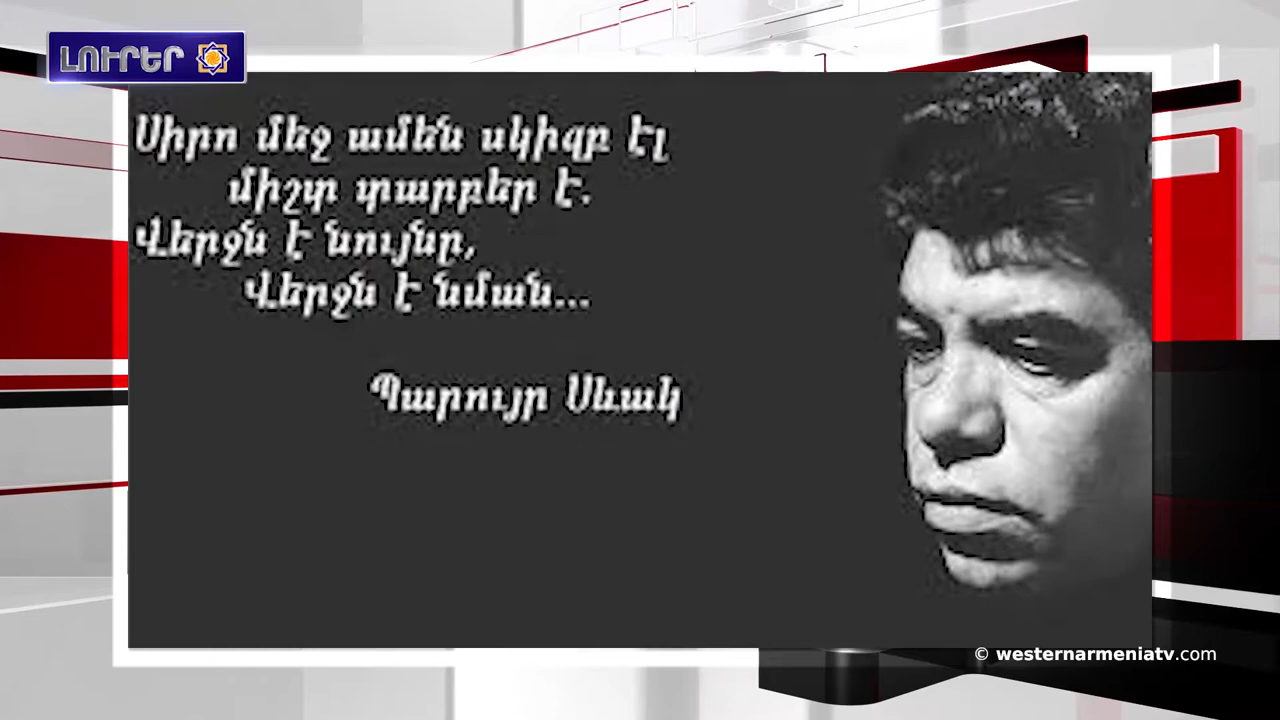 ԼՈՒՐԵՐ
Սիրո մեջ ամեն սկիզբ էլ
միշտ տարբեր է.
Վերջն է նույնը,
Վերջն է նման...
Պարույր Սևակ
© westernarmeniatv.com